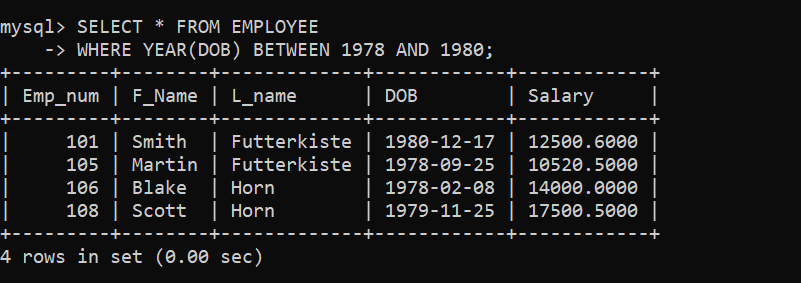 mysql> SELECT * FROM EMPLOYEE
    -> WHERE YEAR(DOB) BETWEEN 1978 AND 1980;
+---------+--------+-------------+------------+------------+
| Emp_num | F_Name | L_name      | DOB        | Salary     |
+---------+--------+-------------+------------+------------+
|     101 | Smith  | Futterkiste | 1980-12-17 | 12500.6000 |
|     105 | Martin | Futterkiste | 1978-09-25 | 10520.5000 |
|     106 | Blake  | Horn        | 1978-02-08 | 14000.0000 |
|     108 | Scott  | Horn        | 1979-11-25 | 17500.5000 |
+---------+--------+-------------+------------+------------+
4 rows in set (0.00 sec)